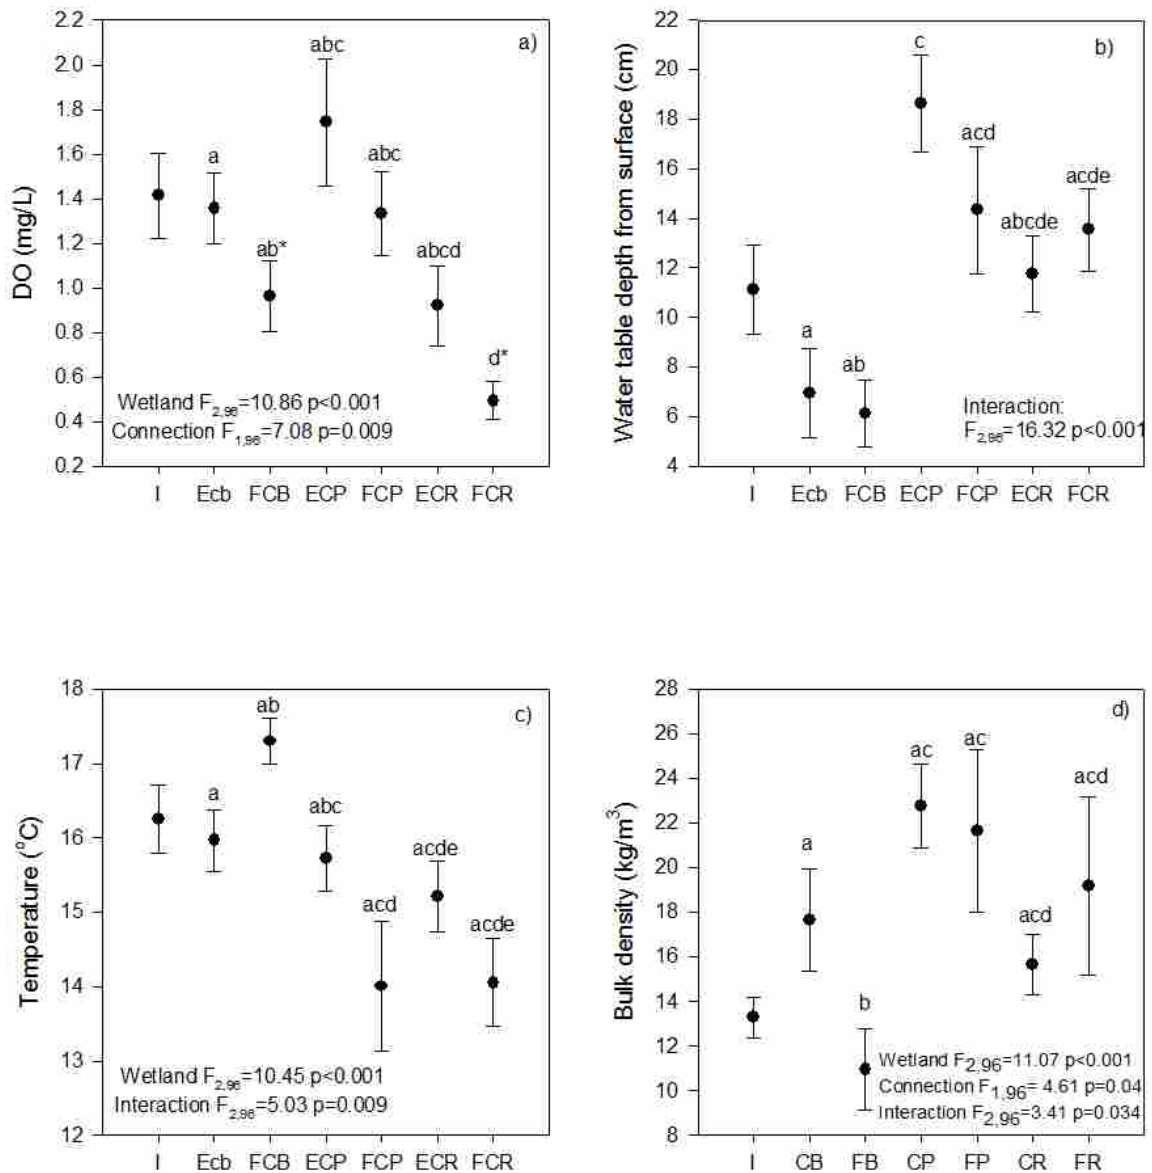 a)
DO (mg/L)
2.2
2.0
1.8
1.6
1.4
1.2
1.0
0.8
0.6
0.4
0.2
a
ab*
abc
abc
abcd
d*
Wetland F2,96=10.86 p<0.001
Connection F1,96=7.08 p=0.009
I Ecb FCB ECP FCP ECR FCR
b)
Water table depth from surface (cm)
22
20
18
16
14
12
10
8
6
4
a
ab
c
acd
abcde
acde
Interaction:
F2,96=16.32 p<0.001
I Ecb FCB ECP FCP ECR FCR
c)
Temperature (°C)
18
17
16
15
14
13
12
a
ab
abc
acd
acde
acde
Wetland F2,96=10.45 p<0.001
Interaction F2,96=5.03 p=0.009
I Ecb FCB ECP FCP ECR FCR
d)
Bulk density (kg/m3)
28
26
24
22
20
18
16
14
12
10
8
a
b
ac
ac
acd
acd
Wetland F2,96=11.07 p<0.001
Connection F1,96= 4.61 p=0.04
Interaction F2,96=3.41 p=0.034
I CB FB CP FP CR FR